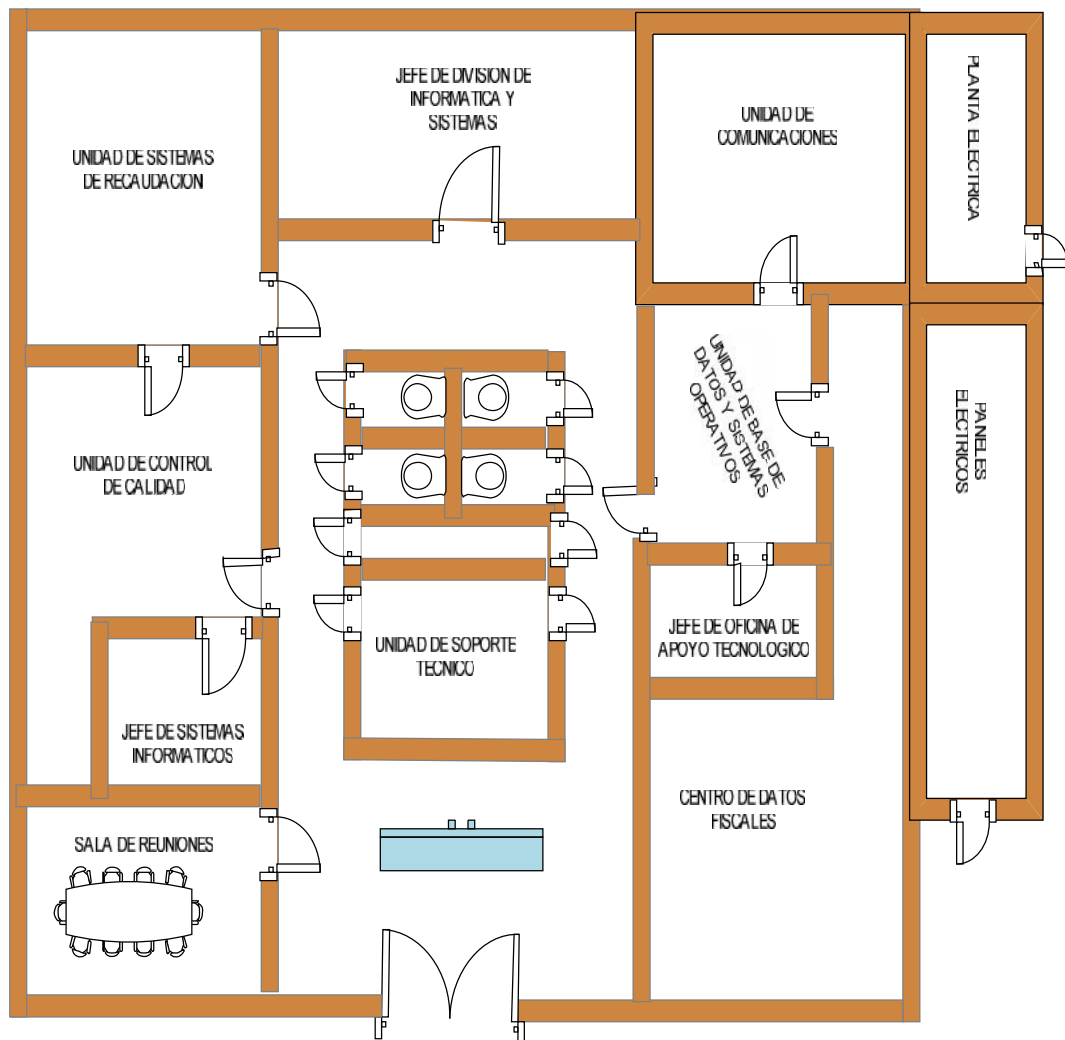 JEFE DE DIVISION DE
INFORMATICA Y
SISTEMAS
UNIDAD DE
COMUNICACIONES
PLANTA ELECTRICA
UNIDAD DE SISTEMAS
DE RECAUDACION
UNIDAD DE BASE DE
DATOS Y SISTEMAS
OPERATIVOS
PANELES
ELECTRICOS
UNIDAD DE CONTROL
DE CALIDAD
UNIDAD DE SOPORTE
TECNICO
JEFE DE OFICINA DE
APOYO TECNOLOGICO
JEFE DE SISTEMAS
INFORMATICOS
CENTRO DE DATOS
FISCALES
SALA DE REUNIONES